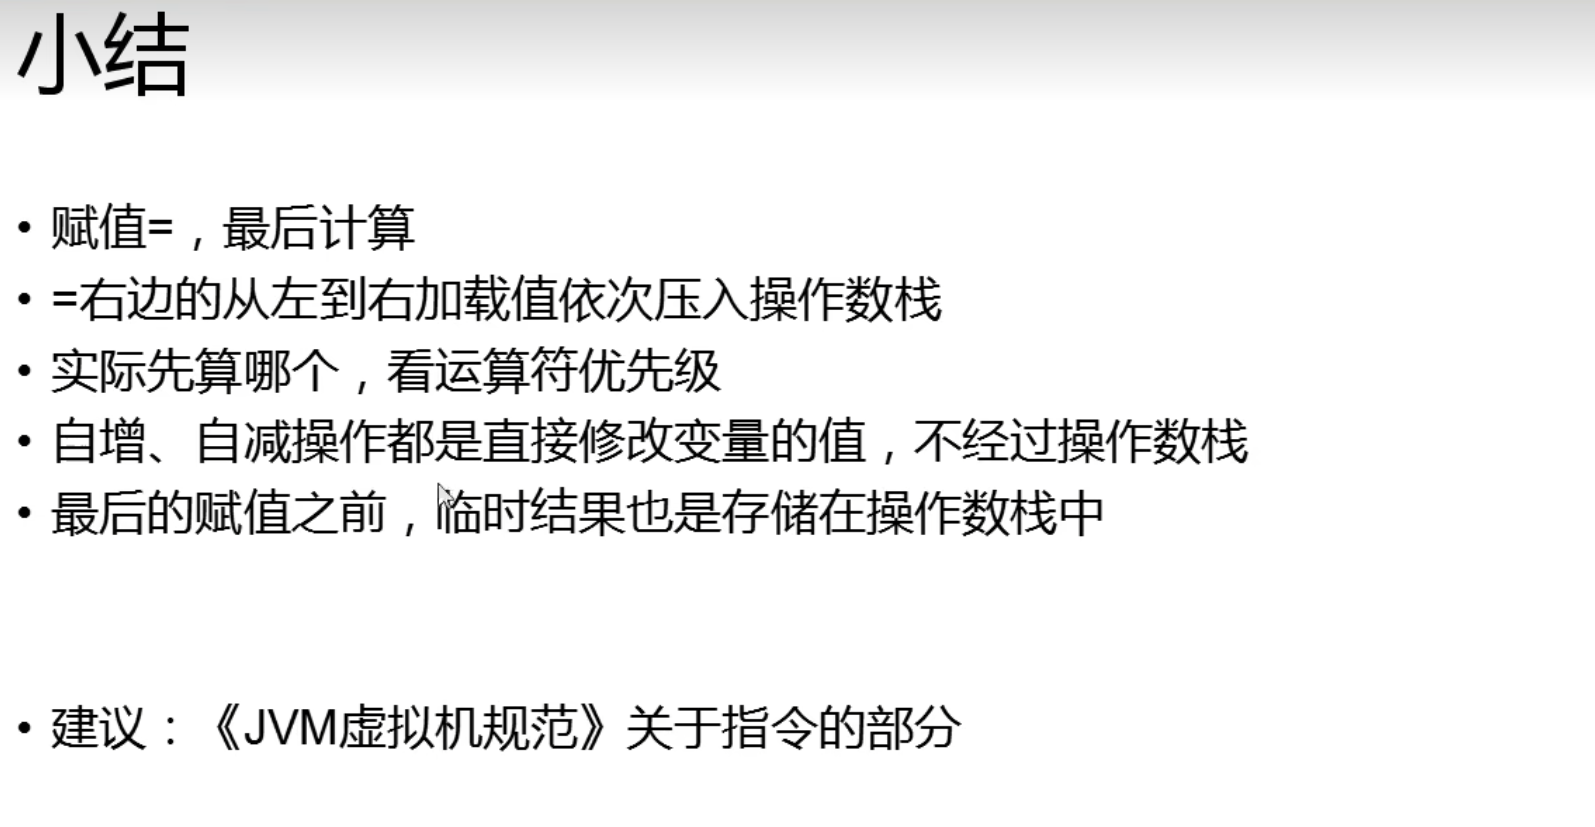 小结
• 赋值=，最后计算
• =右边的从左到右加载值依次压入操作数栈
• 实际先算哪个，看运算符优先级
• 自增、自减操作都是直接修改变量的值，不经过操作数栈
• 最后的赋值之前，临时结果也是存储在操作数栈中
• 建议：《JVM虚拟机规范》关于指令的部分